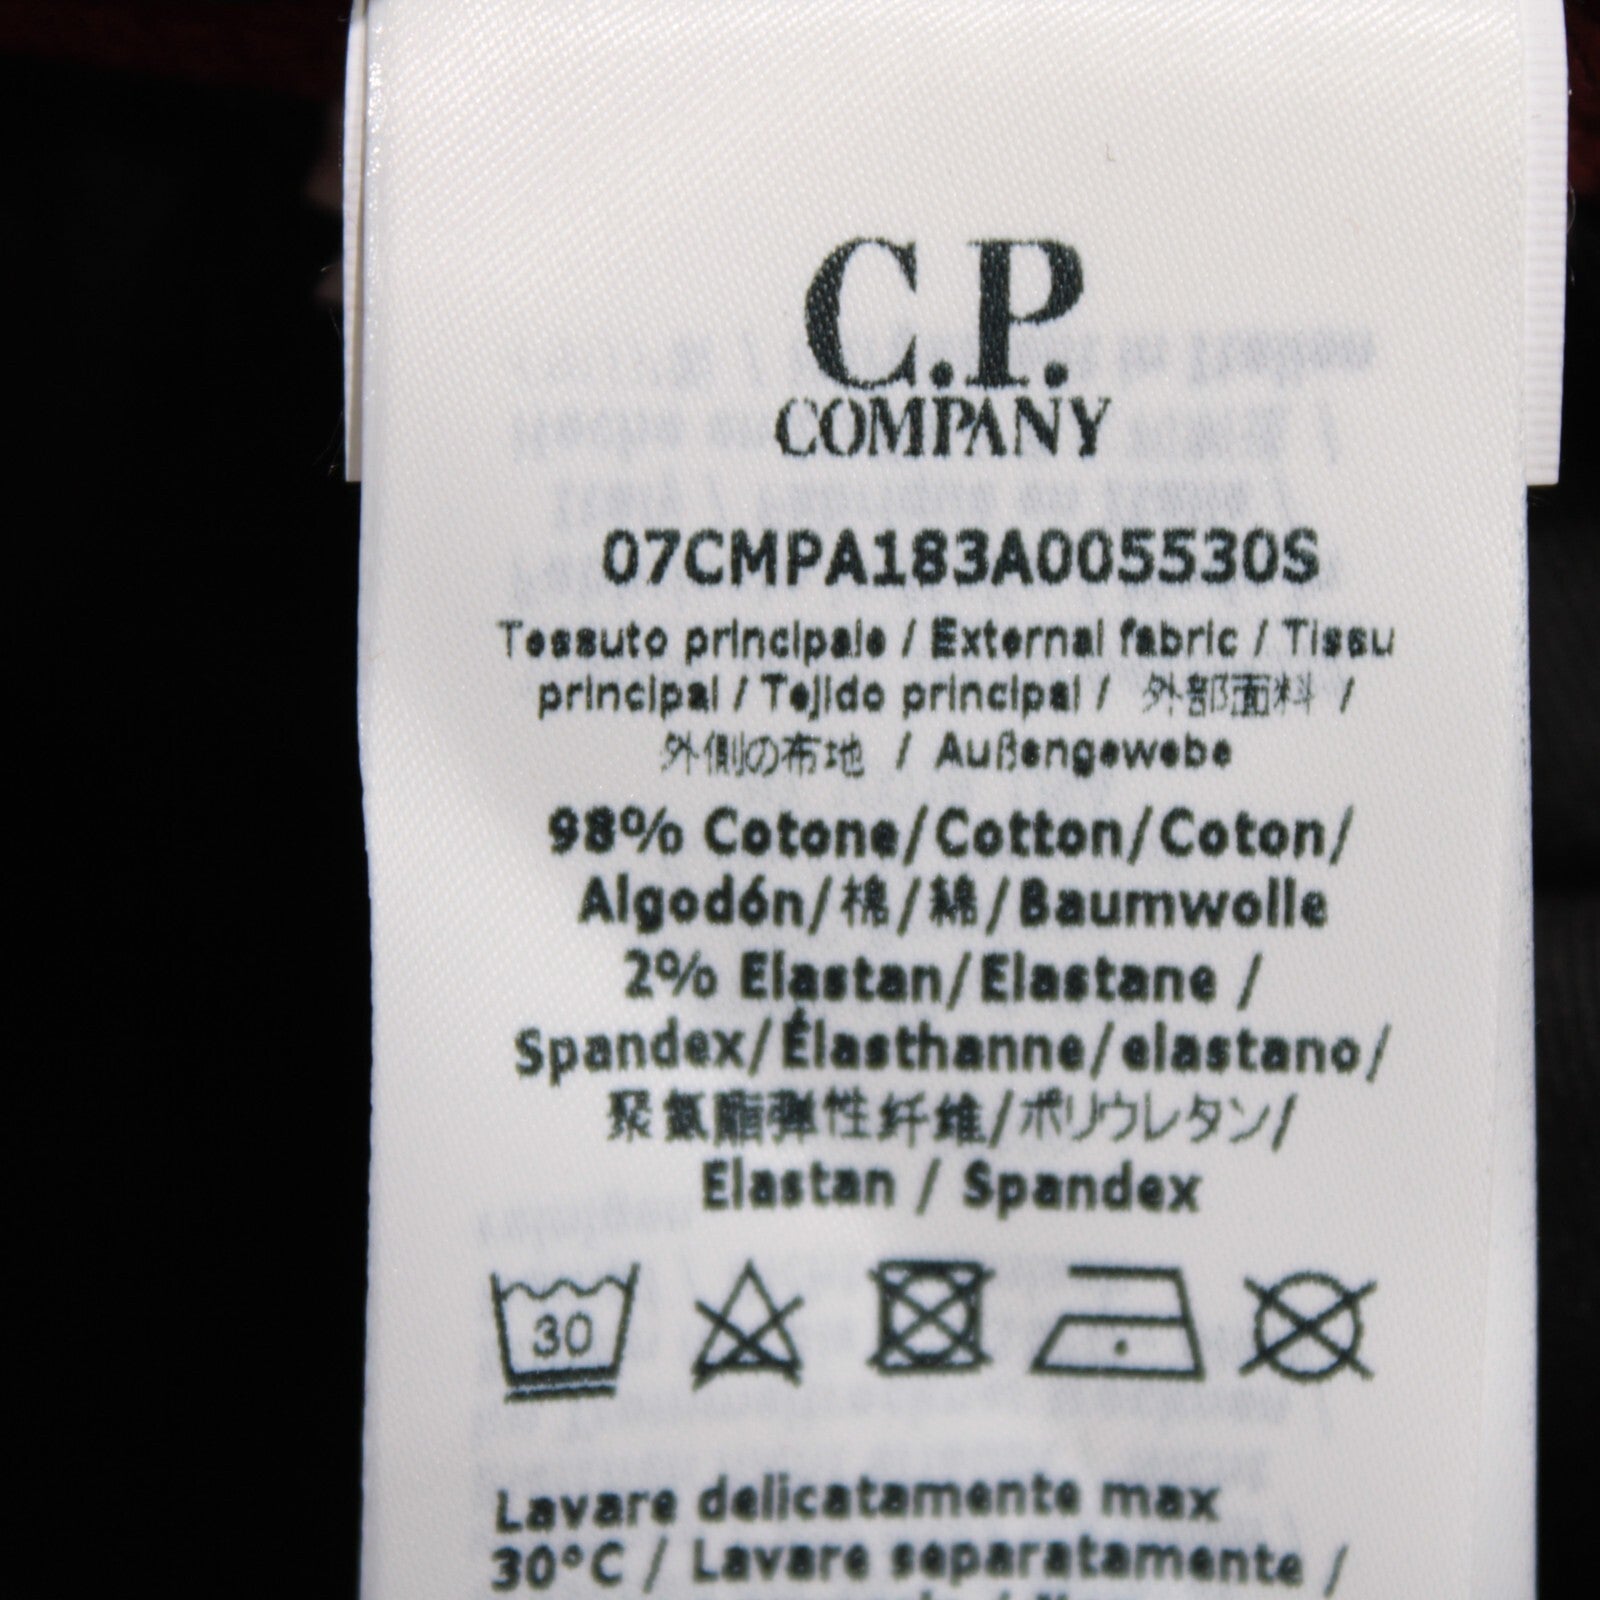 C.P.
COMPANY
07CMPA183A005530S
Tessuto principale / External fabric / Tissu
principal / Tejido principal / 外部面料 /
外側の布地 / Außengewebe
98% Cotone/Cotton/Coton/
Algodón/棉/綿/Baumwolle
2% Elastan/Elastane /
Spandex/Élasthanne/elastano/
聚氨酯弹性纤维/ポリウレタン/
Elastan / Spandex
30
Lavare delicatamente max
30°C / Lavare separatamente /